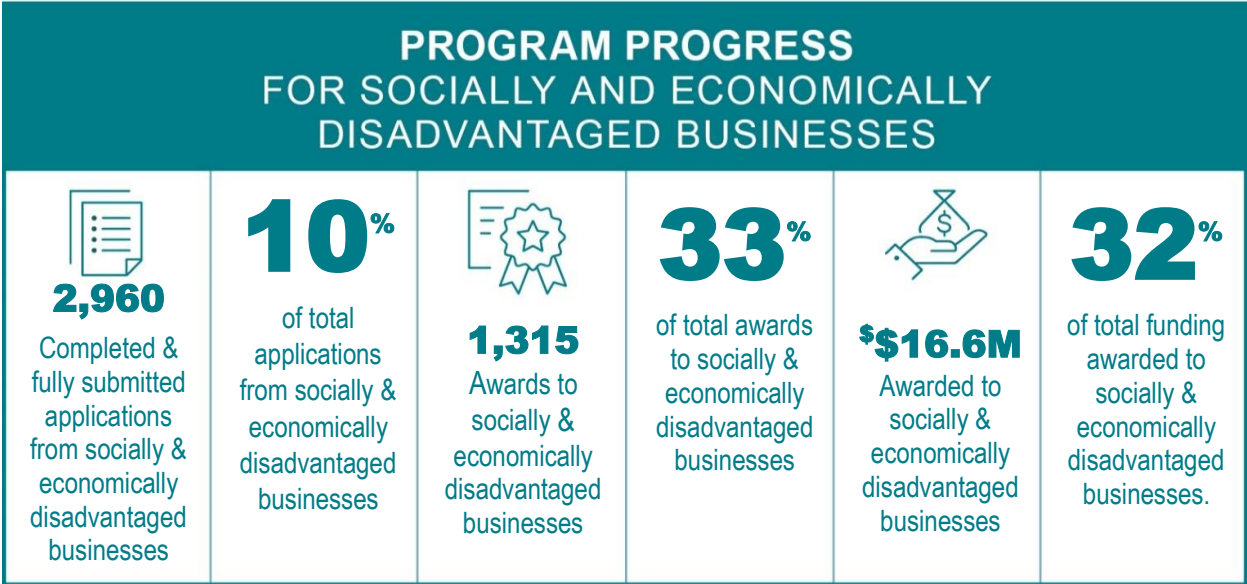 PROGRAM PROGRESS
FOR SOCIALLY AND ECONOMICALLY
DISADVANTAGED BUSINESSES
2,960
Completed &
fully submitted
applications
from socially &
economically
disadvantaged
businesses
10%
of total
applications
from socially &
economically
disadvantaged
businesses
1,315
Awards to
socially &
economically
disadvantaged
businesses
33%
of total awards
to socially &
economically
disadvantaged
businesses
$
$$16.6M
Awarded to
socially &
economically
disadvantaged
businesses
32%
of total funding
awarded to
socially &
economically
disadvantaged
businesses.